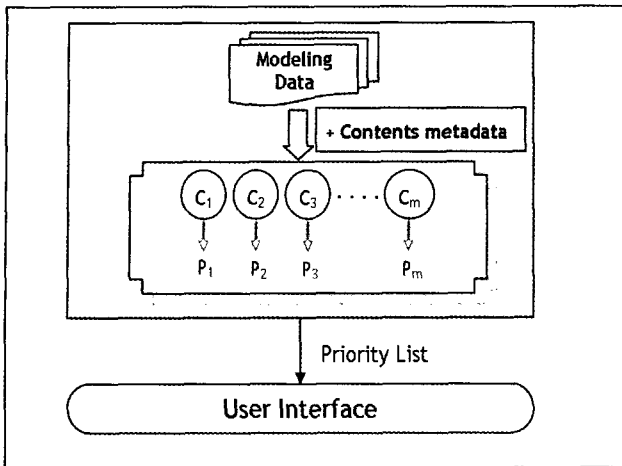 Modeling
Data
+ Contents metadata
C₁ C₂ C₃ · · · · Cₘ
P₁ P₂ P₃ Pₘ
Priority List
User Interface